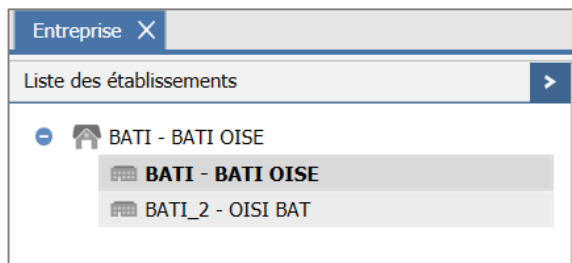 Entreprise
Liste des établissements
BATI - BATI OISE
BATI - BATI OISE
BATI_2 - OISI BAT